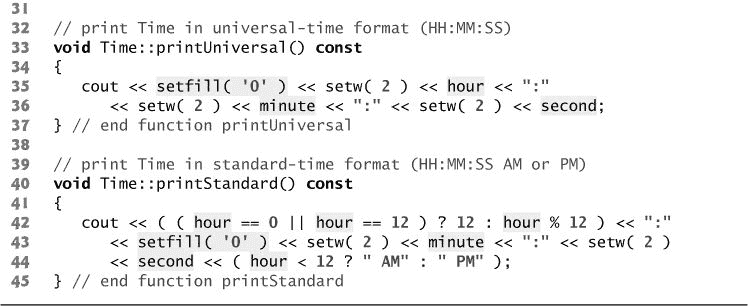 31
32 // print Time in universal-time format (HH:MM:SS)
33 void Time::printUniversal() const
34 {
35 cout << setfill( '0' ) << setw( 2 ) << hour << ":"
36 << setw( 2 ) << minute << ":" << setw( 2 ) << second;
37 } // end function printUniversal
38
39 // print Time in standard-time format (HH:MM:SS AM or PM)
40 void Time::printStandard() const
41 {
42 cout << ( ( hour == 0 || hour == 12 ) ? 12 : hour % 12 ) << ":"
43 << setfill( '0' ) << setw( 2 ) << minute << ":" << setw( 2 )
44 << second << ( hour < 12 ? " AM" : " PM" );
45 } // end function printStandard